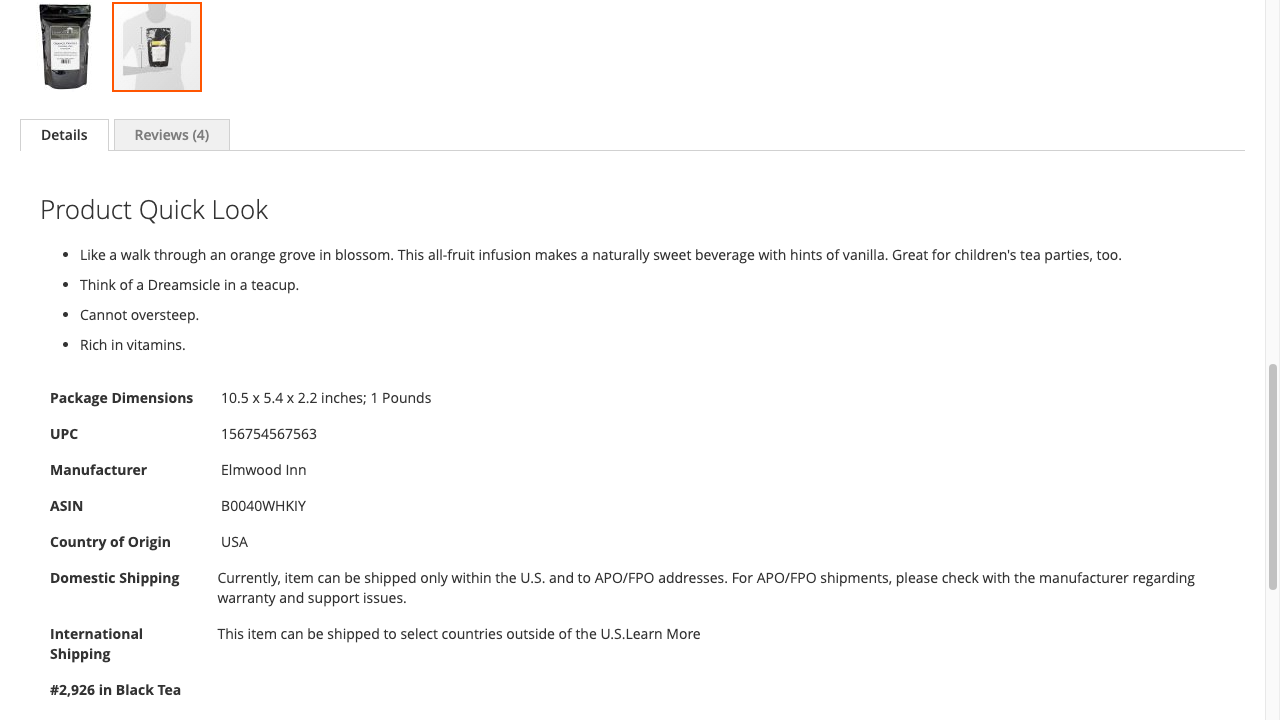 Details
Reviews (4)
Product Quick Look
Like a walk through an orange grove in blossom. This all-fruit infusion makes a naturally sweet beverage with hints of vanilla. Great for children's tea parties, too.
Think of a Dreamsicle in a teacup.
Cannot oversteep.
Rich in vitamins.
Package Dimensions 10.5 x 5.4 x 2.2 inches; 1 Pounds
UPC 156754567563
Manufacturer Elmwood Inn
ASIN B0040WHKIY
Country of Origin USA
Domestic Shipping Currently, item can be shipped only within the U.S. and to APO/FPO addresses. For APO/FPO shipments, please check with the manufacturer regarding
warranty and support issues.
International This item can be shipped to select countries outside of the U.S.Learn More
Shipping
#2,926 in Black Tea